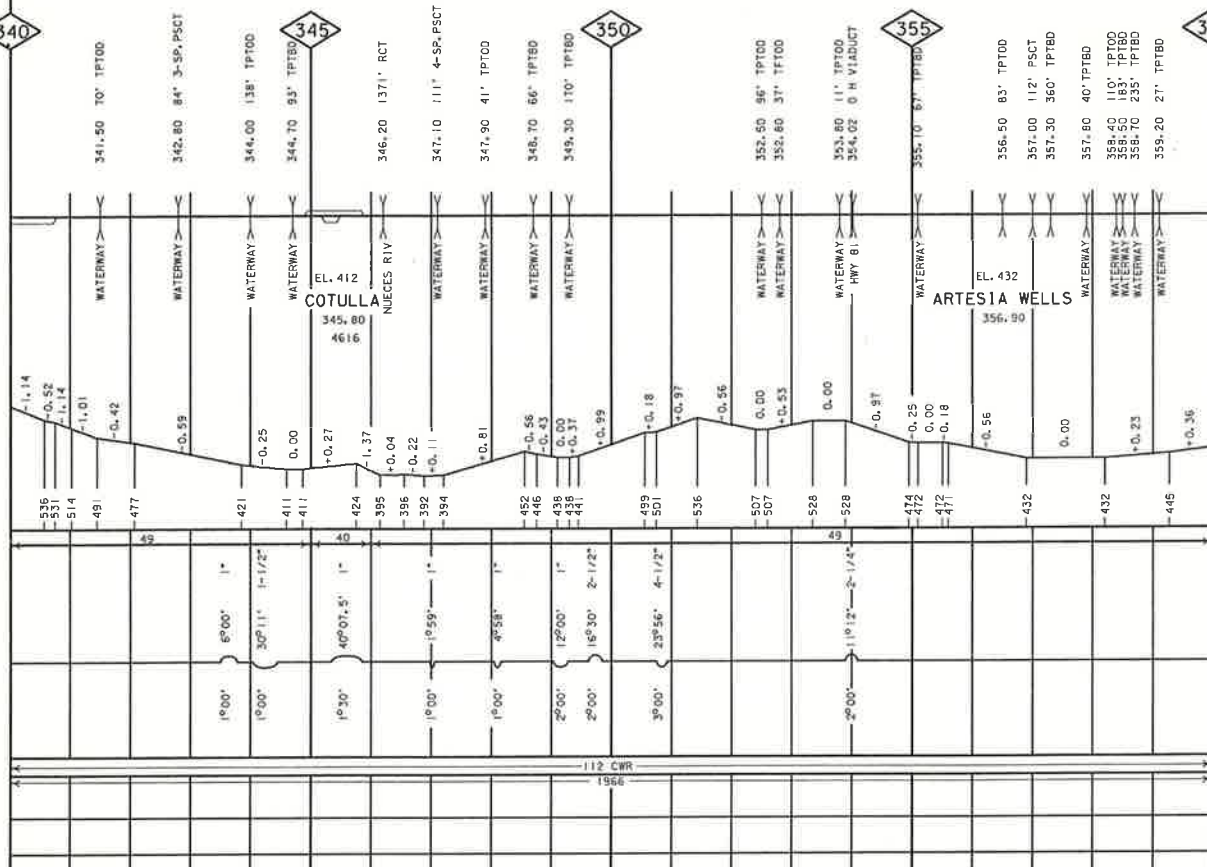 340
345
350
355
341.50 70' TPTOD
342.80 84' 3-SP. PSCT
344.00 138' TPTOD
344.70 93' TPTBD
346.20 1371' RCT
347.10 111' 4-SP. PSCT
347.90 41' TPTOD
348.70 66' TPTBD
349.30 170' TPTBD
352.50 96' TPTOD
352.80 37' TFTOD
353.80 11' TPTOD
354.02 O H VIADUCT
355.10 67' TPTBD
356.50 83' TPTBD
357.00 112' PSCT
357.30 360' TPTBD
357.80 40' TPTBD
358.40 110' TPTBD
358.50 183' TPTBD
358.70 235' TPTBD
359.20 27' TPTBD
WATERWAY
WATERWAY
WATERWAY
WATERWAY
NUECES RIV
WATERWAY
WATERWAY
WATERWAY
WATERWAY
WATERWAY
WATERWAY
WATERWAY
HWY 81
WATERWAY
WATERWAY
WATERWAY
WATERWAY
WATERWAY
WATERWAY
EL. 412
COTULLA
345.80
4616
EL. 432
ARTESIA WELLS
356.90
-1.14
-0.52
-1.14
-1.01
-0.42
-0.59
-0.25
0.00
+0.27
-1.37
+0.04
-0.22
+0.11
+0.81
-0.56
-0.43
0.00
+0.37
+0.99
+0.18
+0.97
-0.56
0.00
+0.53
0.00
-0.97
-0.25
0.00
-0.18
-0.56
0.00
+0.23
+0.36
536
531
514
491
477
421
411
411
424
395
396
392
394
452
446
438
438
441
499
501
536
507
507
528
528
474
472
472
471
432
432
445
49
40
49
6°00' 1"
30°11' 1-1/2"
40°07.5' 1"
1°59' 1"
4°58' 1"
12°00' 1"
16°30' 2-1/2"
23°56' 4-1/2"
11°12' 2-1/4"
1°00'
1°00'
1°30'
1°00'
1°00'
2°00'
2°00'
3°00'
2°00'
112 CWR
1966